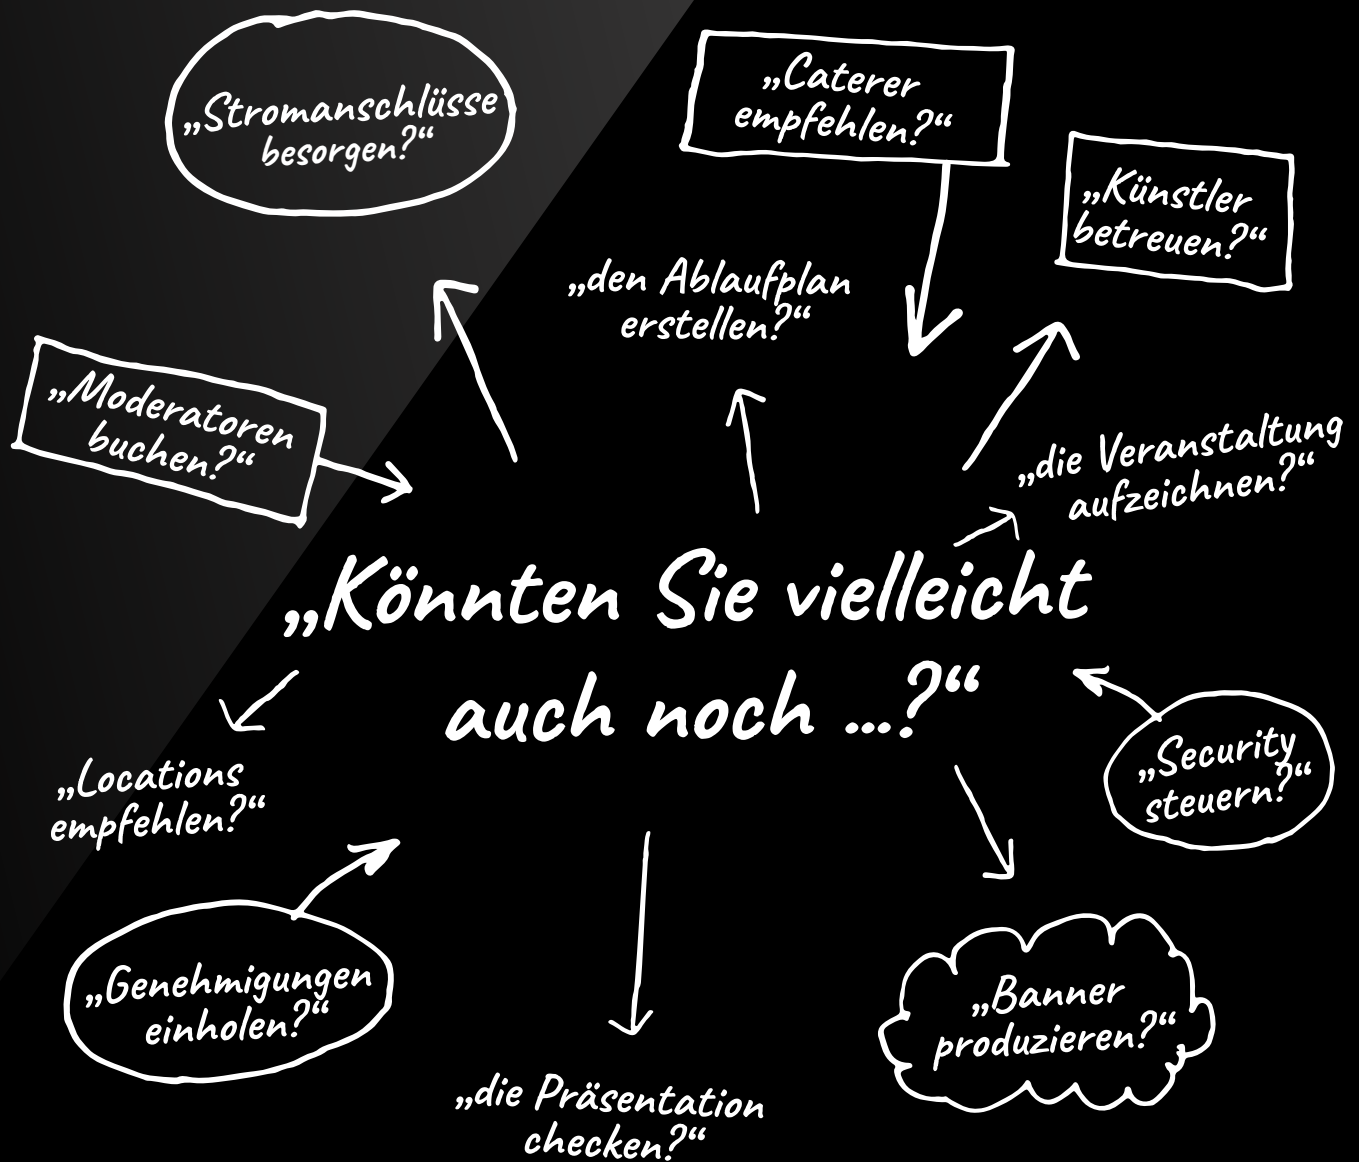 „Stromanschlüsse
besorgen?“
„Caterer
empfehlen?“
„Künstler
betreuen?“
„den Ablaufplan
erstellen?“
„Moderatoren
buchen?“
„die Veranstaltung
aufzeichnen?“
„Könnten Sie vielleicht
auch noch ...?“
„Locations
empfehlen?“
„Security
steuern?“
„Genehmigungen
einholen?“
„Banner
produzieren?“
„die Präsentation
checken?“